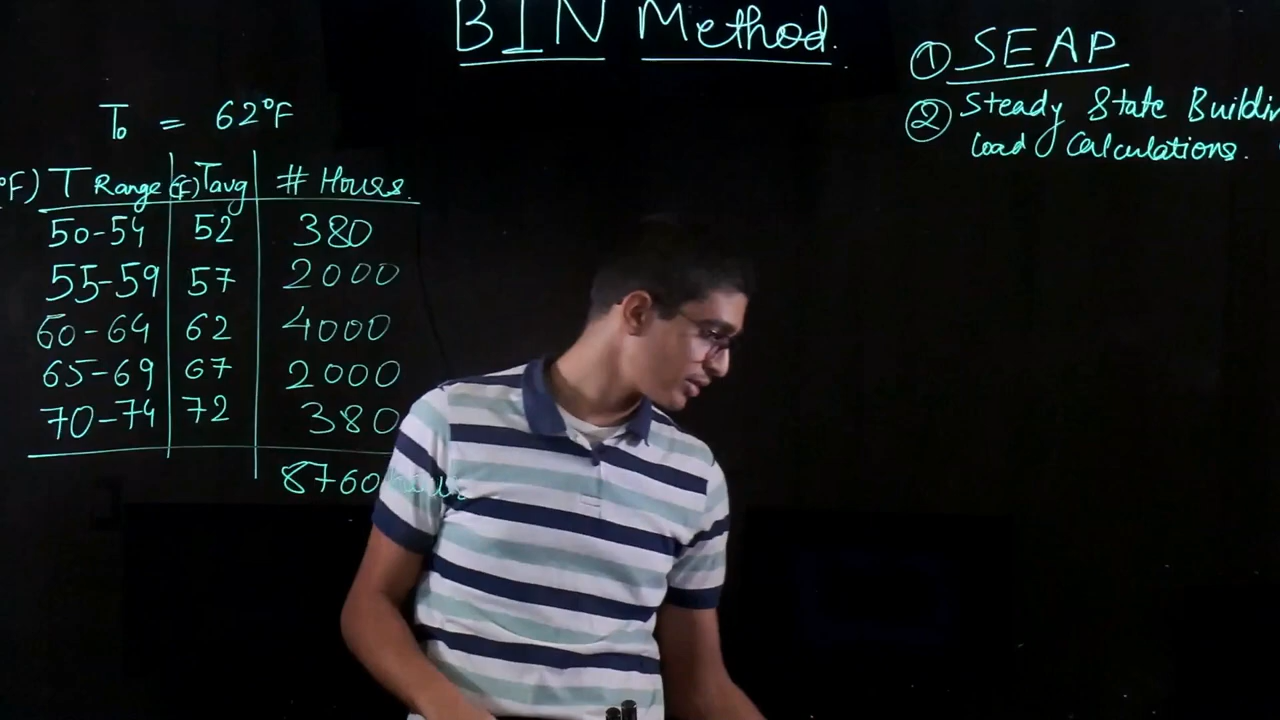 BIN Method.
① SEAP
② Steady State
Load Calculations.
T₀ = 62°F
°F) T Range (°F) Tavg # Hours.
50-54 52 380
55-59 57 2000
60-64 62 4000
65-69 67 2000
70-74 72 380
8760 hours